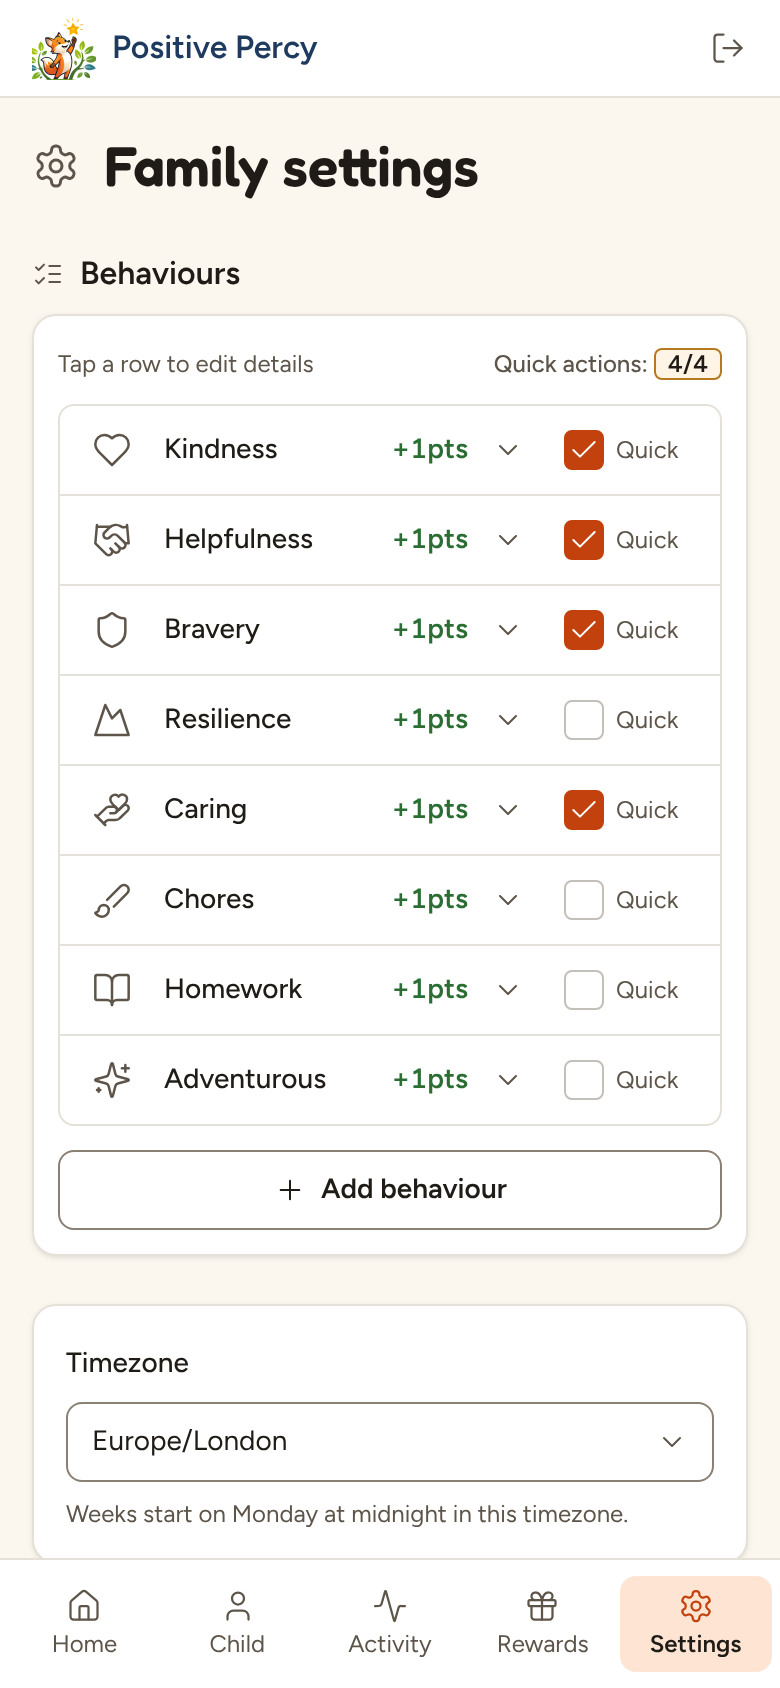 Positive Percy
Family settings
Behaviours
Tap a row to edit details Quick actions: 4/4
Kindness +1pts Quick
Helpfulness +1pts Quick
Bravery +1pts Quick
Resilience +1pts Quick
Caring +1pts Quick
Chores +1pts Quick
Homework +1pts Quick
Adventurous +1pts Quick
Add behaviour
Timezone
Europe/London
Weeks start on Monday at midnight in this timezone.
Home Child Activity Rewards Settings